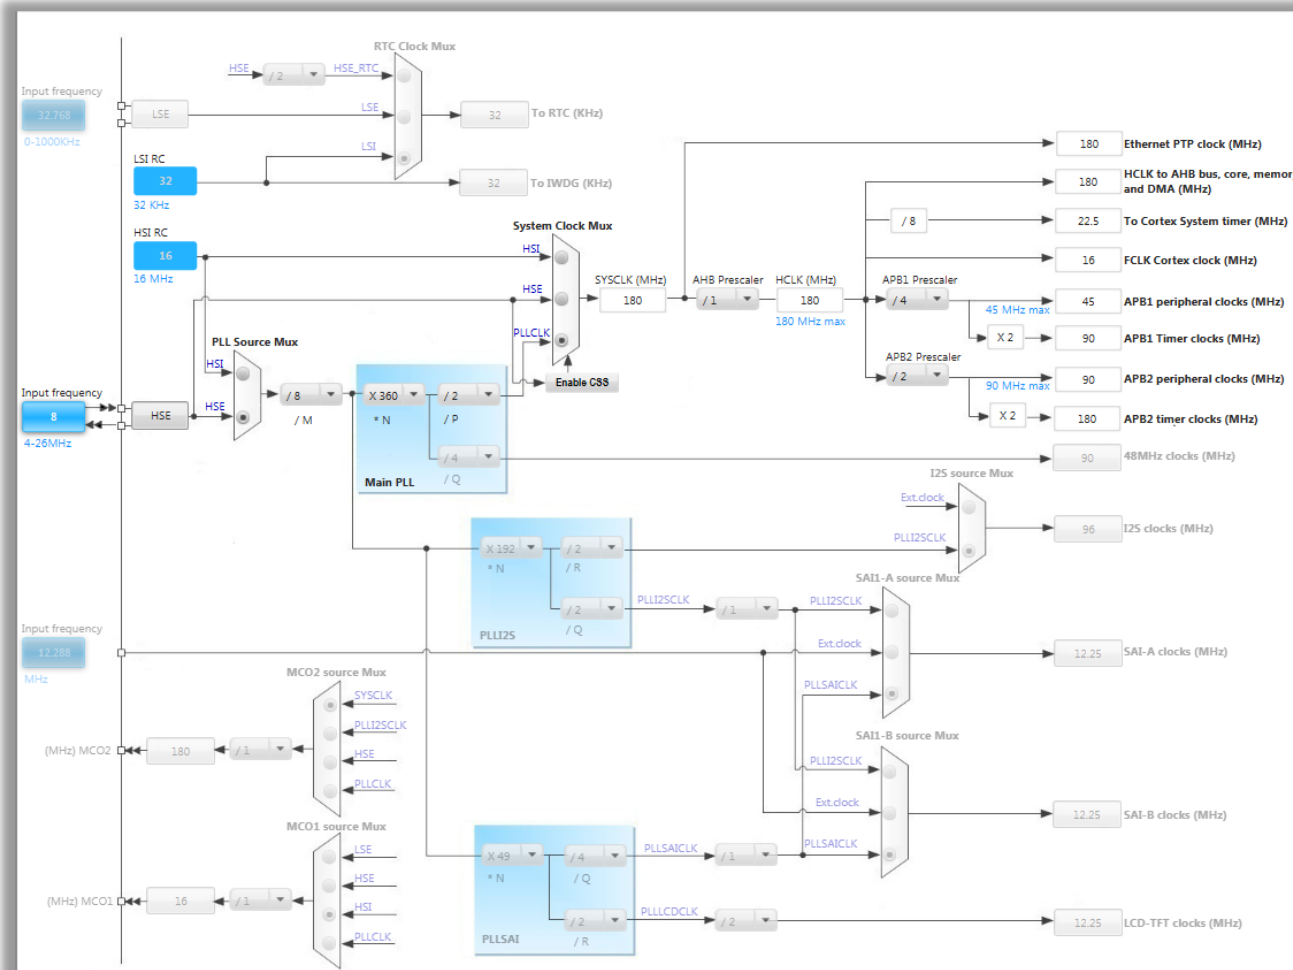 RTC Clock Mux
HSE
/ 2
HSE_RTC
Input frequency
32.768
0-1000KHz
LSE
LSE
32
To RTC (KHz)
LSI
LSI RC
32
32 KHz
32
To IWDG (KHz)
180
Ethernet PTP clock (MHz)
180
HCLK to AHB bus, core, memor
and DMA (MHz)
/ 8
22.5
To Cortex System timer (MHz)
HSI RC
16
16 MHz
System Clock Mux
HSI
16
FCLK Cortex clock (MHz)
HSE
SYSCLK (MHz)
180
AHB Prescaler
/ 1
HCLK (MHz)
180
180 MHz max
APB1 Prescaler
/ 4
45 MHz max
45
APB1 peripheral clocks (MHz)
X 2
90
APB1 Timer clocks (MHz)
PLLCLK
PLL Source Mux
HSI
APB2 Prescaler
/ 2
90 MHz max
90
APB2 peripheral clocks (MHz)
X 2
180
APB2 timer clocks (MHz)
Enable CSS
Input frequency
8
4-26MHz
HSE
HSE
/ 8
/ M
X 360
* N
/ 2
/ P
/ 4
/ Q
Main PLL
90
48MHz clocks (MHz)
I2S source Mux
Ext.clock
PLLI2SCLK
96
I2S clocks (MHz)
X 192
* N
/ 2
/ R
/ 2
/ Q
PLLI2S
PLLI2SCLK
/ 1
SAI1-A source Mux
PLLI2SCLK
Ext.clock
PLLSAICLK
12.25
SAI-A clocks (MHz)
Input frequency
12.288
MHz
MCO2 source Mux
SYSCLK
PLLI2SCLK
HSE
PLLCLK
(MHz) MCO2
180
/ 1
SAI1-B source Mux
PLLI2SCLK
Ext.clock
PLLSAICLK
12.25
SAI-B clocks (MHz)
MCO1 source Mux
LSE
HSE
HSI
PLLCLK
(MHz) MCO1
16
/ 1
X 49
* N
/ 4
/ Q
/ 2
/ R
PLLSAI
PLLSAICLK
/ 1
PLLLCDCLK
/ 2
12.25
LCD-TFT clocks (MHz)